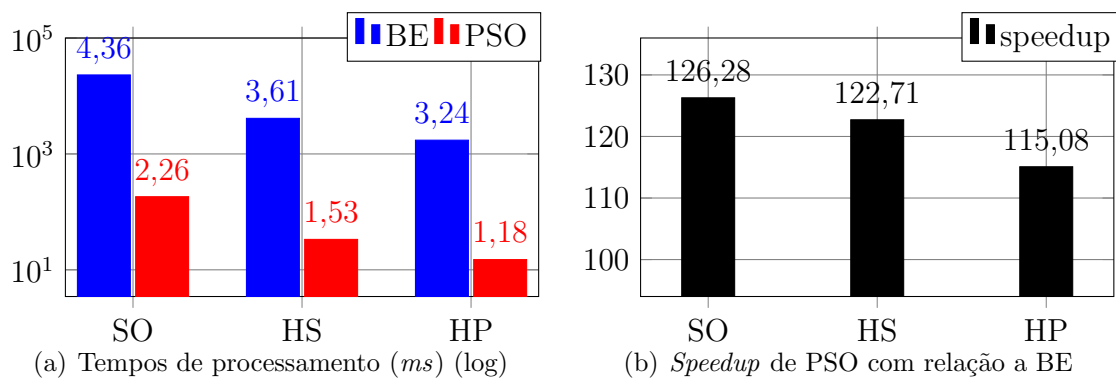 10^5
10^3
10^1
BE PSO
4,36
2,26
3,61
1,53
3,24
1,18
SO HS HP
(a) Tempos de processamento (ms) (log)
130
120
110
100
speedup
126,28
122,71
115,08
SO HS HP
(b) Speedup de PSO com relação a BE